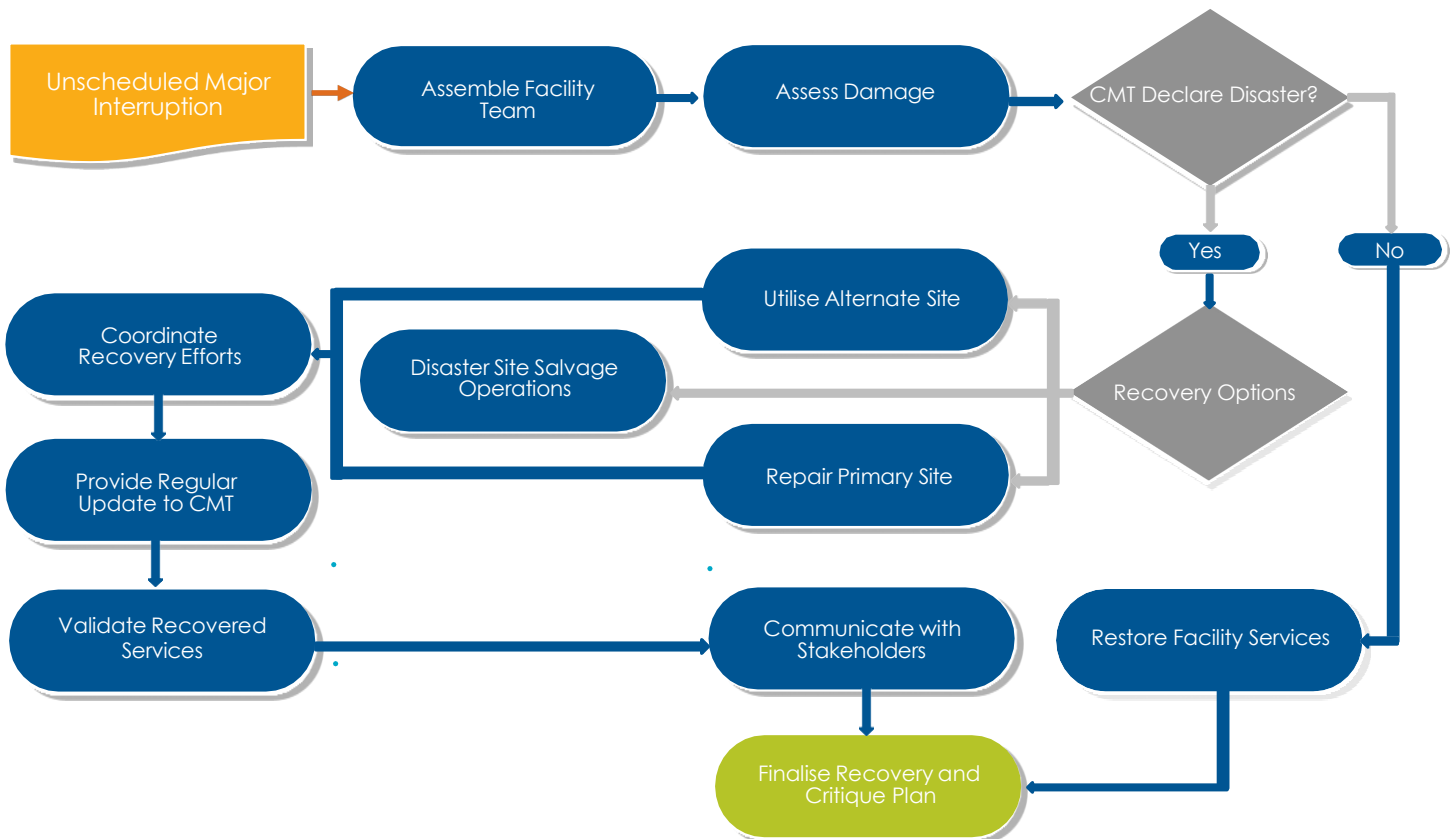 Unscheduled Major
Interruption
Assemble Facility
Team
Assess Damage
CMT Declare Disaster?
Yes
No
Utilise Alternate Site
Coordinate
Recovery Efforts
Disaster Site Salvage
Operations
Recovery Options
Provide Regular
Update to CMT
Repair Primary Site
Validate Recovered
Services
Communicate with
Stakeholders
Restore Facility Services
Finalise Recovery and
Critique Plan